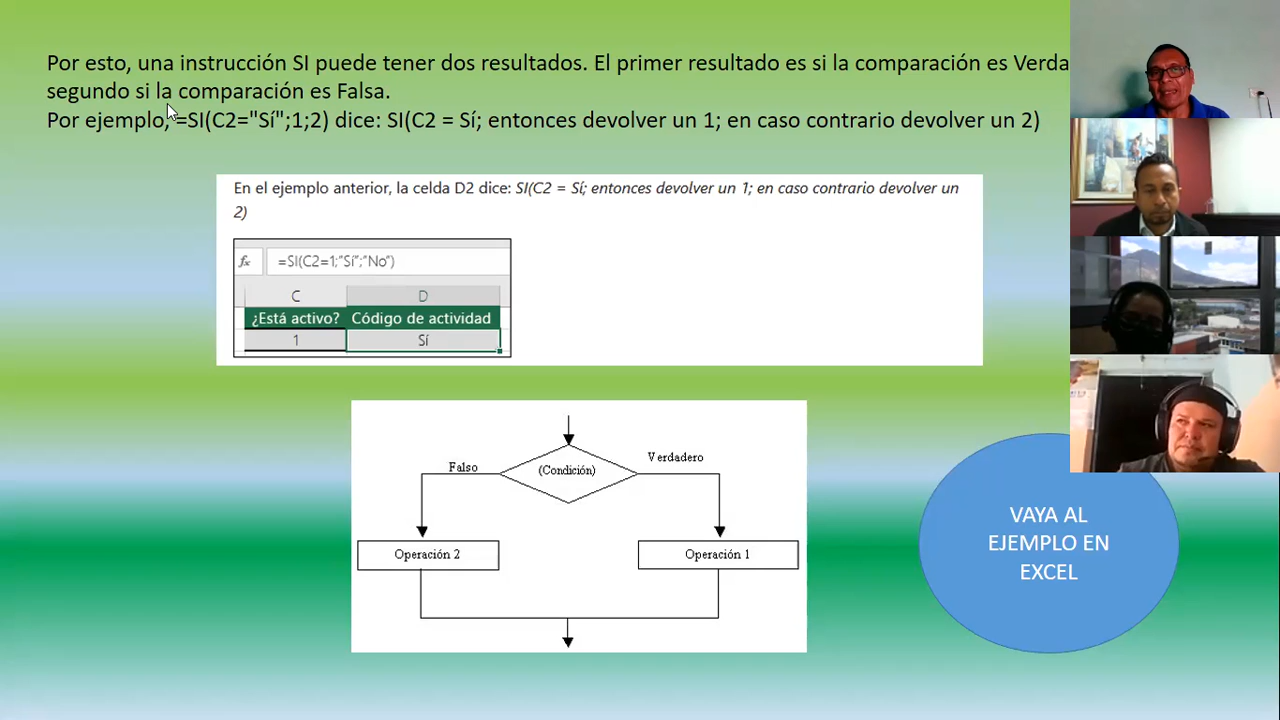 Por esto, una instrucción SI puede tener dos resultados. El primer resultado es si la comparación es Verda
segundo si la comparación es Falsa.
Por ejemplo, =SI(C2="Sí";1;2) dice: SI(C2 = Sí; entonces devolver un 1; en caso contrario devolver un 2)
En el ejemplo anterior, la celda D2 dice: SI(C2 = Sí; entonces devolver un 1; en caso contrario devolver un
2)
fx =SI(C2=1;"Sí";"No")
C D
¿Está activo? Código de actividad
1 Sí
Falso (Condición) Verdadero
Operación 2 Operación 1
VAYA AL
EJEMPLO EN
EXCEL